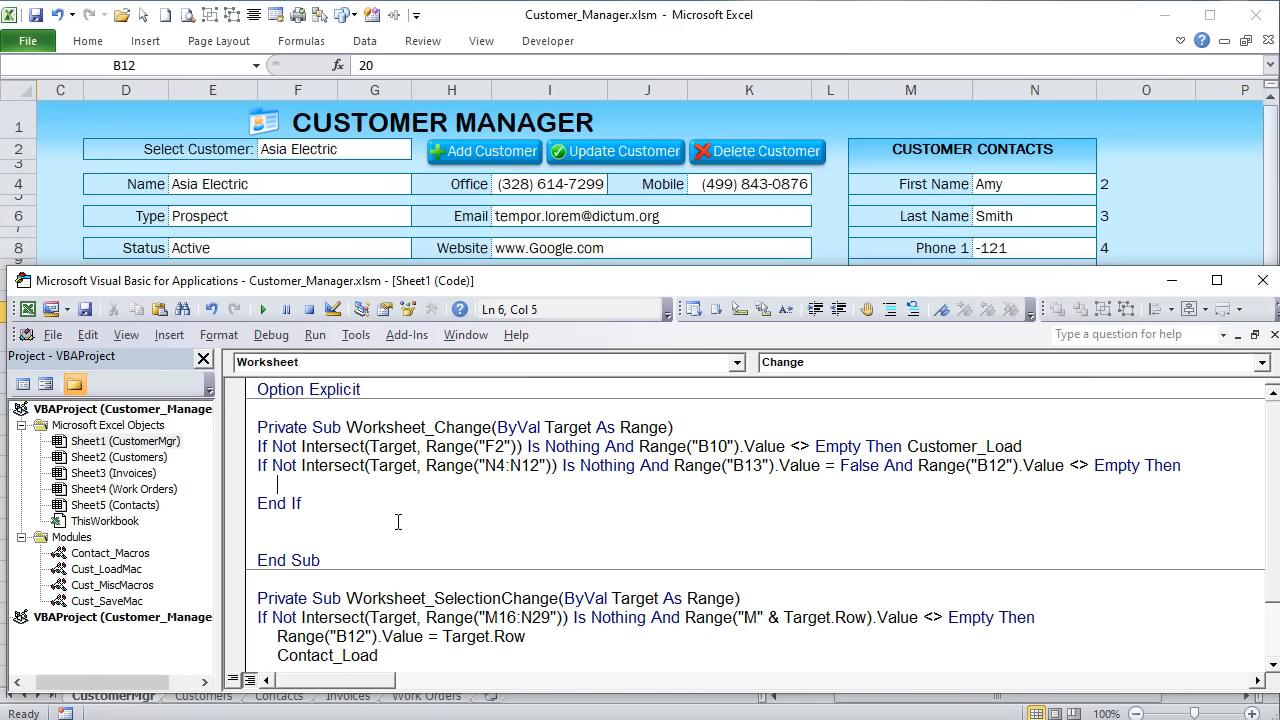 Customer_Manager.xlsm - Microsoft Excel
File Home Insert Page Layout Formulas Data Review View Developer
B12 fx 20
C D E F G H I J K L M N O P
1 CUSTOMER MANAGER
2 Select Customer: Asia Electric Add Customer Update Customer Delete Customer CUSTOMER CONTACTS
3
4 Name Asia Electric Office (328) 614-7299 Mobile (499) 843-0876 First Name Amy 2
5
6 Type Prospect Email tempor.lorem@dictum.org Last Name Smith 3
7
8 Status Active Website www.Google.com Phone 1 -121 4
9
Microsoft Visual Basic for Applications - Customer_Manager.xlsm - [Sheet1 (Code)]
Ln 6, Col 5
File Edit View Insert Format Debug Run Tools Add-Ins Window Help Type a question for help
Project - VBAProject
Worksheet Change
VBAProject (Customer_Manage
Microsoft Excel Objects
Sheet1 (CustomerMgr)
Sheet2 (Customers)
Sheet3 (Invoices)
Sheet4 (Work Orders)
Sheet5 (Contacts)
ThisWorkbook
Modules
Contact_Macros
Cust_LoadMac
Cust_MiscMacros
Cust_SaveMac
VBAProject (Customer_Manage
Option Explicit
Private Sub Worksheet_Change(ByVal Target As Range)
If Not Intersect(Target, Range("F2")) Is Nothing And Range("B10").Value <> Empty Then Customer_Load
If Not Intersect(Target, Range("N4:N12")) Is Nothing And Range("B13").Value = False And Range("B12").Value <> Empty Then
End If
End Sub
Private Sub Worksheet_SelectionChange(ByVal Target As Range)
If Not Intersect(Target, Range("M16:N29")) Is Nothing And Range("M" & Target.Row).Value <> Empty Then
Range("B12").Value = Target.Row
Contact_Load
CustomerMgr Customers Contacts Invoices Work Orders
Ready 100%